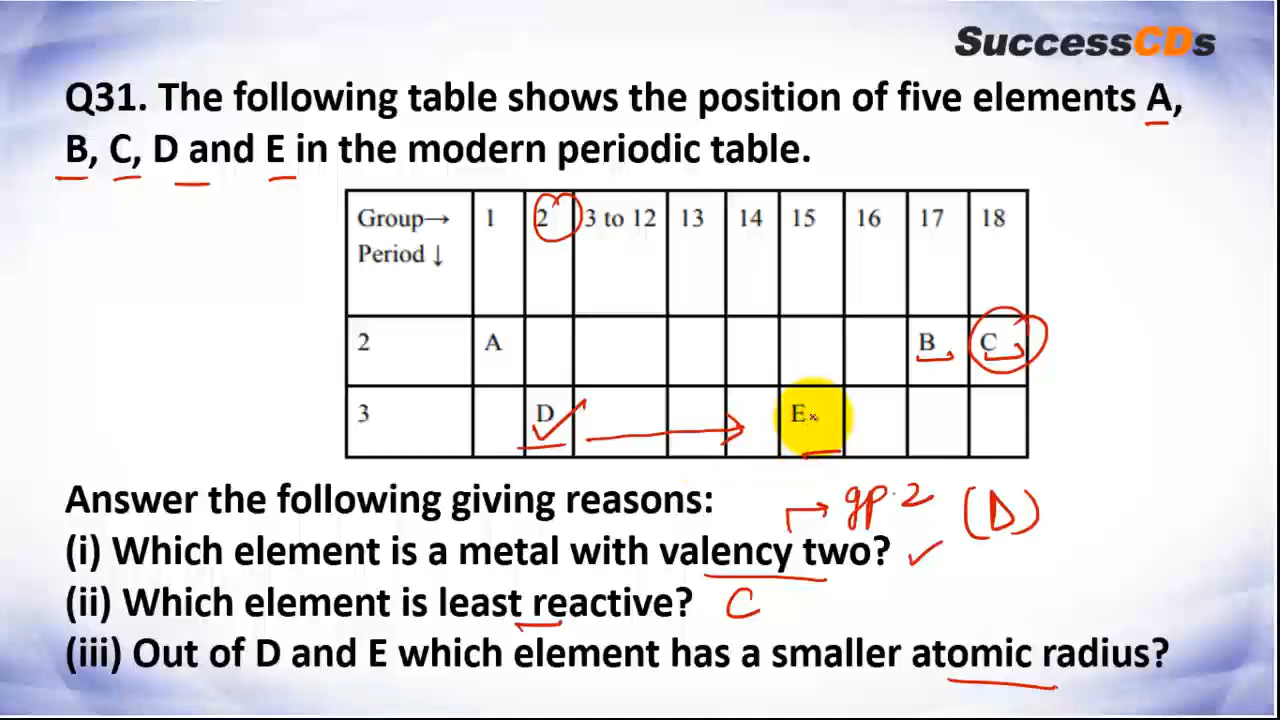 SuccessCDs
Q31. The following table shows the position of five elements A,
B, C, D and E in the modern periodic table.
Group→ 1 2 3 to 12 13 14 15 16 17 18
Period ↓
2 A B C
3 D E
Answer the following giving reasons:
gp. 2 (D)
(i) Which element is a metal with valency two?
(ii) Which element is least reactive? C
(iii) Out of D and E which element has a smaller atomic radius?